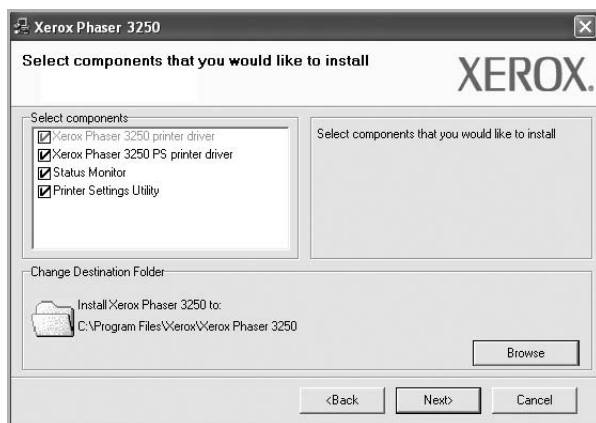 Xerox Phaser 3250
Select components that you would like to install
XEROX.
Select components
Xerox Phaser 3250 printer driver
Xerox Phaser 3250 PS printer driver
Status Monitor
Printer Settings Utility
Select components that you would like to install
Change Destination Folder
Install Xerox Phaser 3250 to:
C:\Program Files\Xerox\Xerox Phaser 3250
Browse
<Back
Next>
Cancel